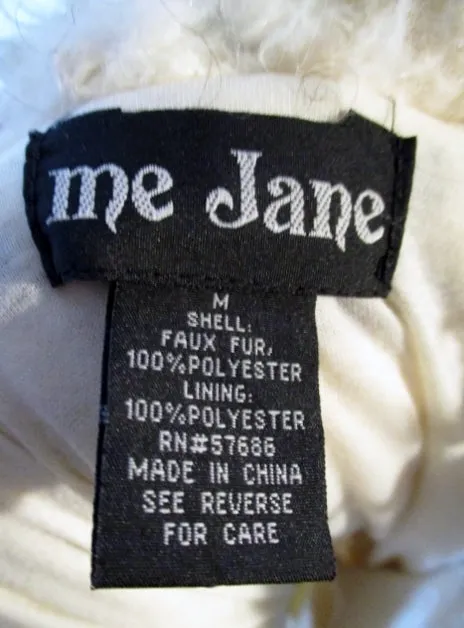 me Jane
M
SHELL:
FAUX FUR,
100%POLYESTER
LINING:
100%POLYESTER
RN#57686
MADE IN CHINA
SEE REVERSE
FOR CARE